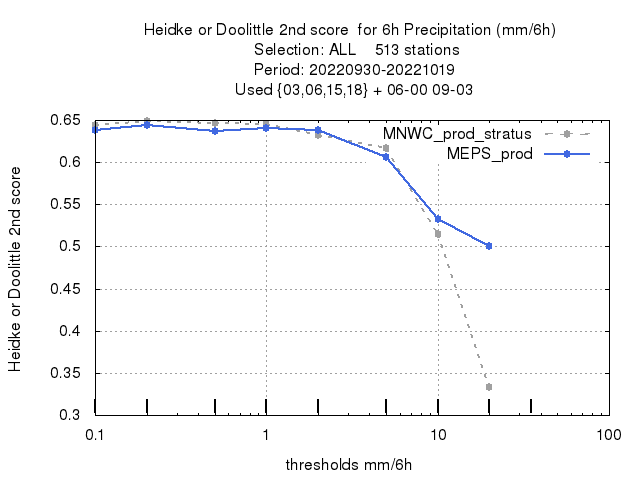 Heidke or Doolittle 2nd score  for 6h Precipitation (mm/6h)
Selection: ALL    513 stations
Period: 20220930-20221019
Used {03,06,15,18} + 06-00 09-03
MNWC_prod_stratus
MEPS_prod
Heidke or Doolittle 2nd score
0.65
0.6
0.55
0.5
0.45
0.4
0.35
0.3
0.1 1 10 100
thresholds mm/6h